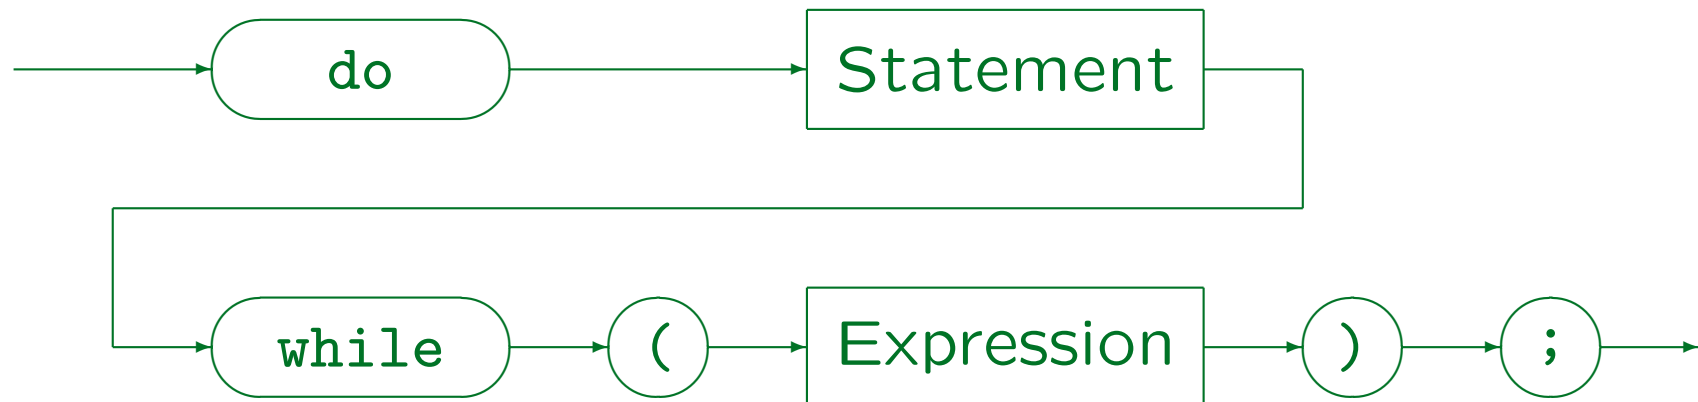 do Statement
while ( Expression ) ;